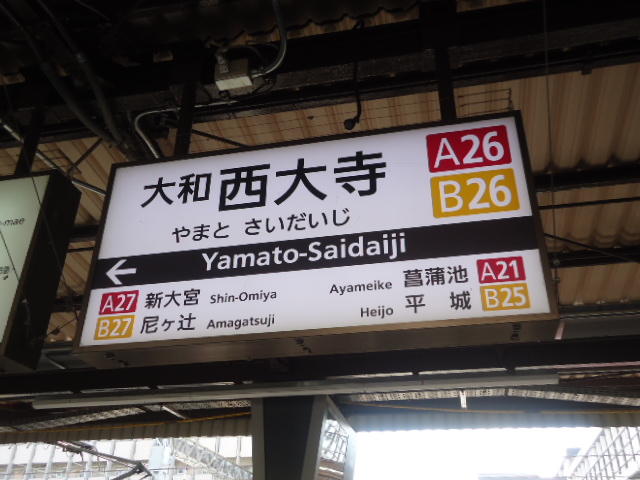 大和西大寺 A26
B26
やまと さいだいじ
← Yamato-Saidaiji
A27 新大宮 Shin-Omiya Ayameike 菖蒲池 A21
B27 尼ヶ辻 Amagatsuji Heijo 平城 B25
-mae